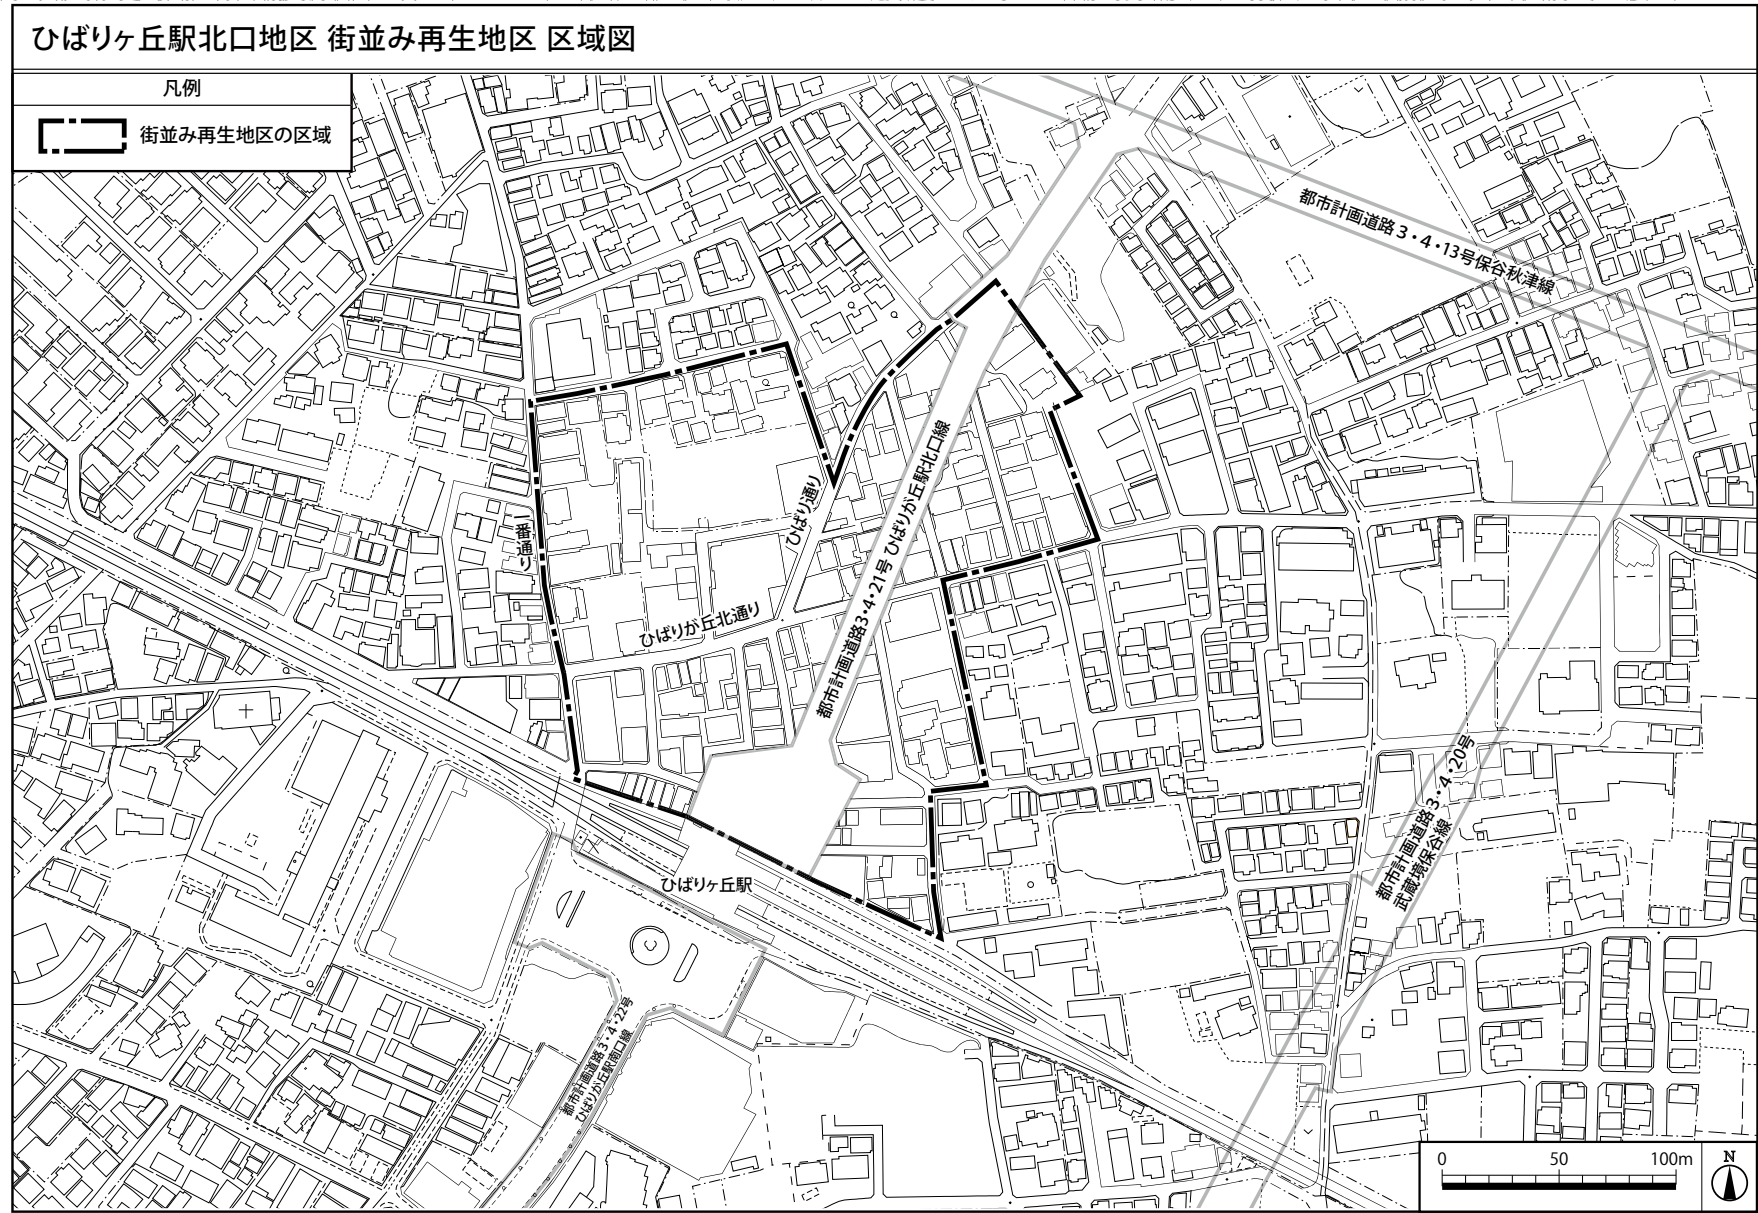 ひばりヶ丘駅北口地区 街並み再生地区 区域図
凡例
街並み再生地区の区域
都市計画道路3・4・13号保谷秋津線
一番通り
ひばり通り
都市計画道路3・4・21号ひばりが丘駅北口線
ひばりが丘北通り
ひばりヶ丘駅
都市計画道路3・4・20号
武蔵境保谷線
都市計画道路3・4・22号
ひばりが丘駅南口線
0 50 100m
N